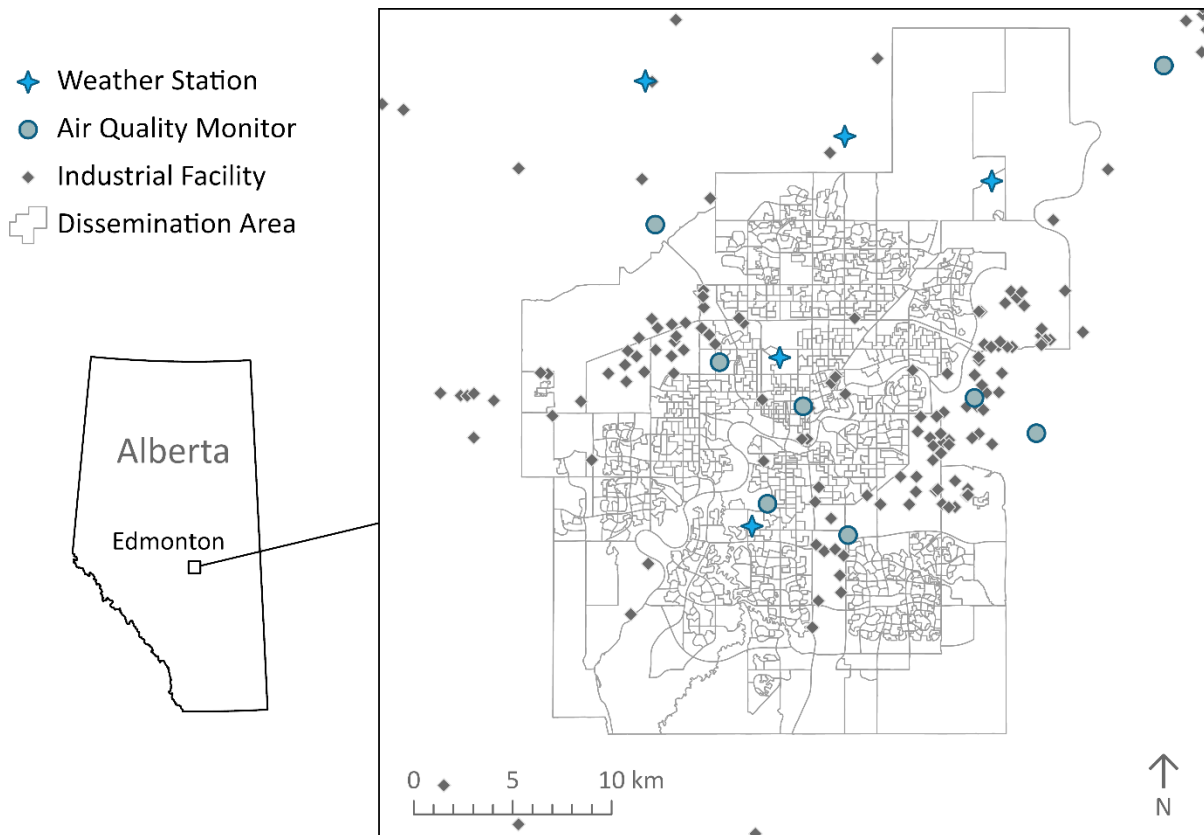 Weather Station
Air Quality Monitor
Industrial Facility
Dissemination Area
Alberta
Edmonton
0 5 10 km
N